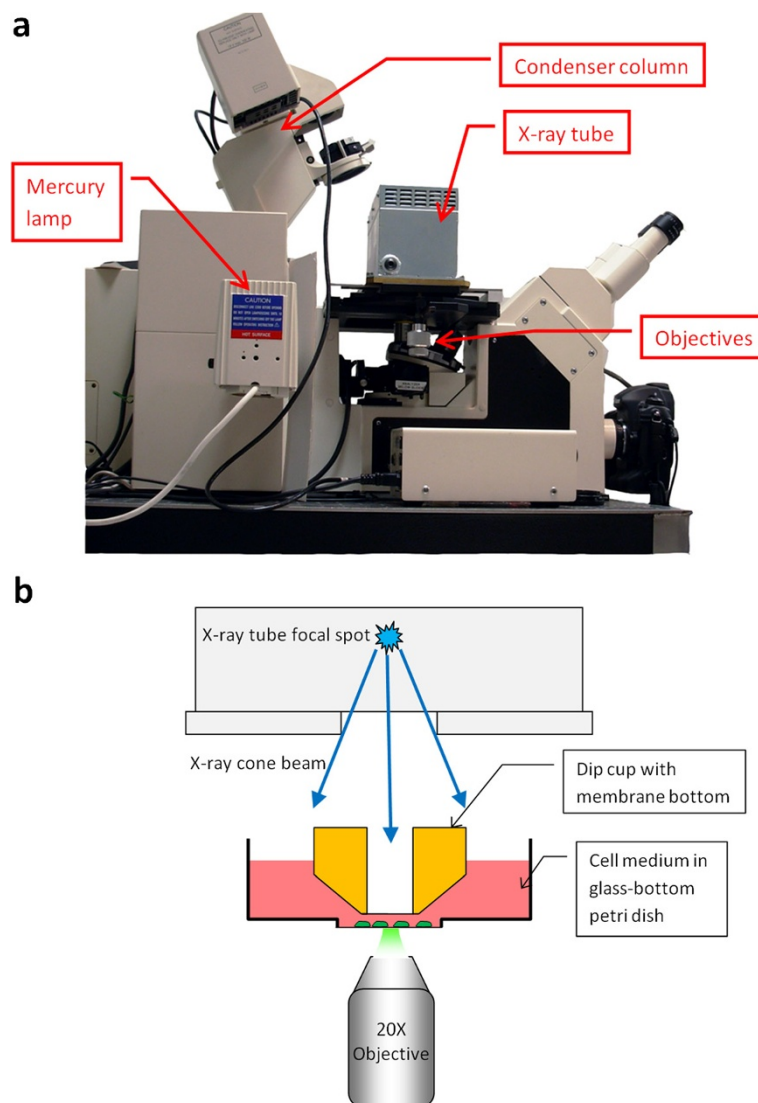 a
Condenser column
X-ray tube
Mercury
lamp
CAUTION
HOT SURFACE
Objectives
b
X-ray tube focal spot
X-ray cone beam
Dip cup with
membrane bottom
Cell medium in
glass-bottom
petri dish
20X
Objective